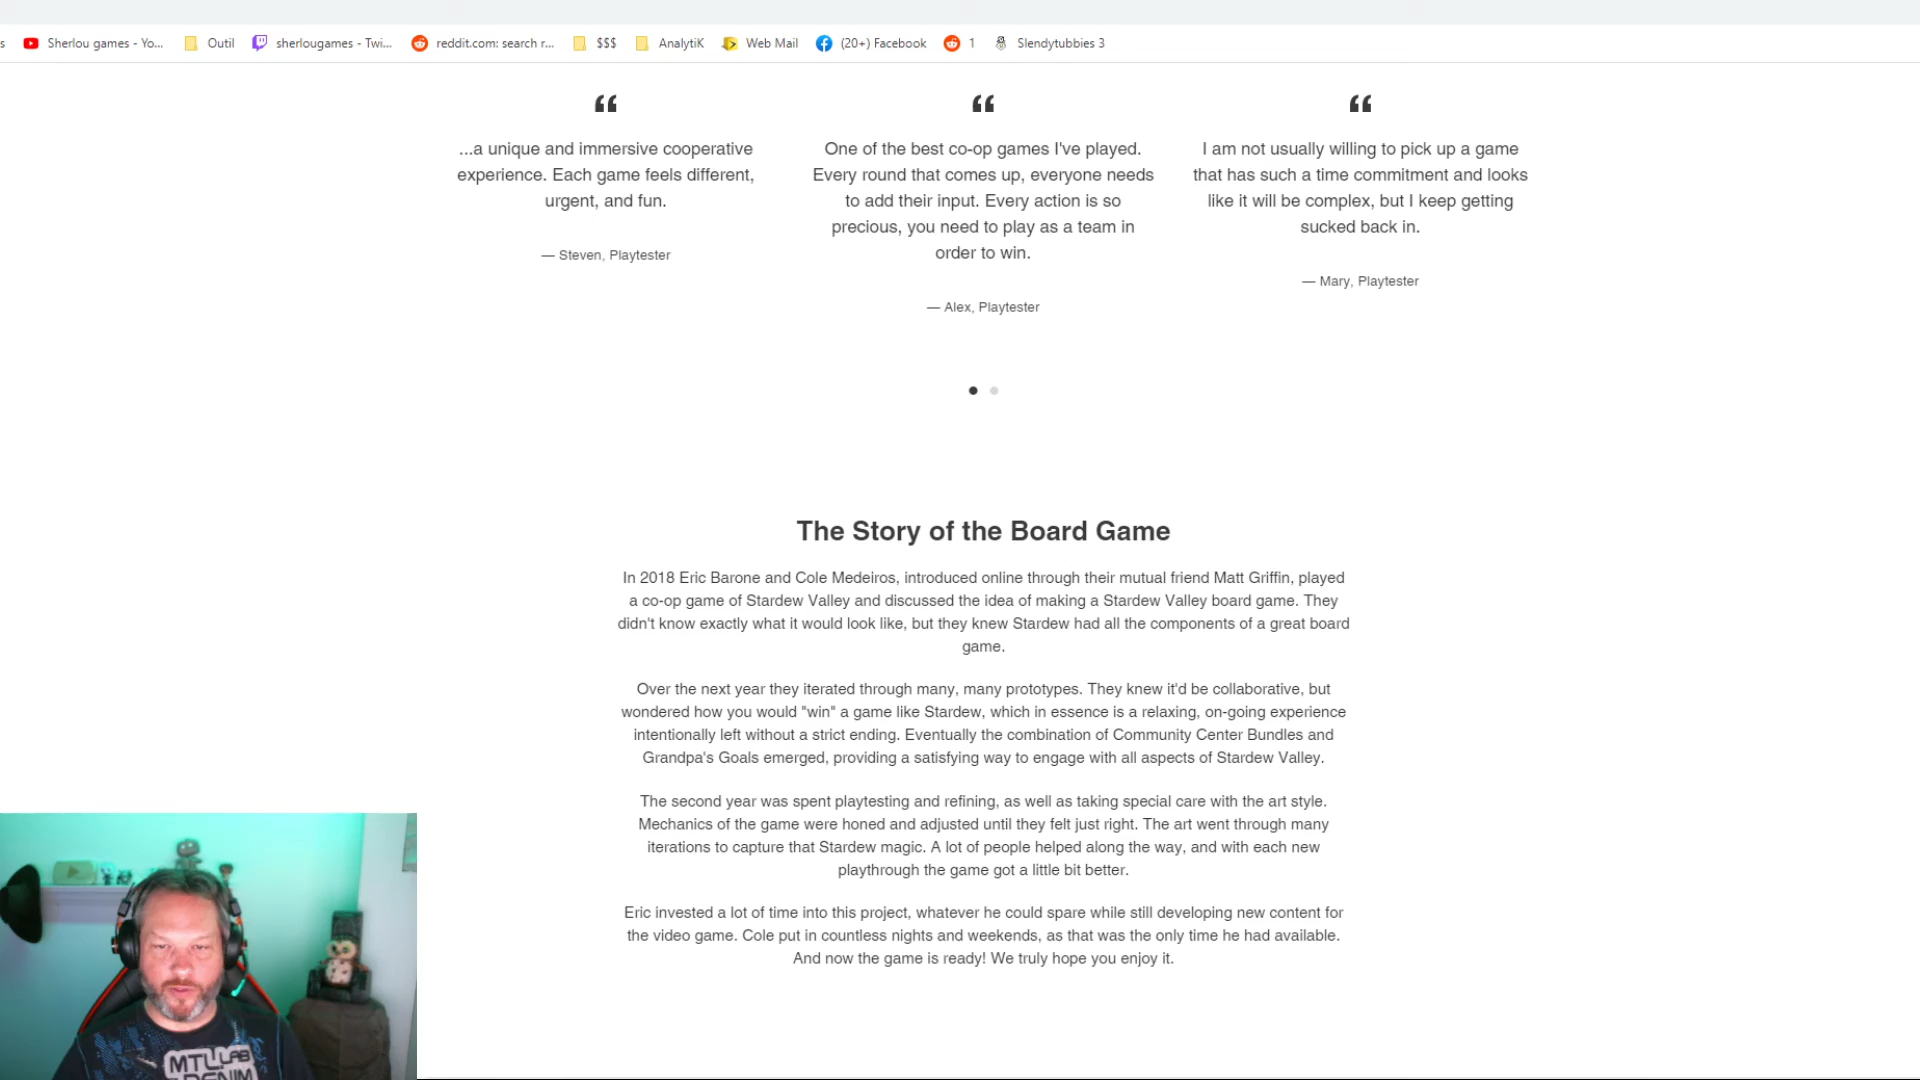 s
Sherlou games - Yo...
Outil
sherlougames - Twi...
reddit.com: search r...
$$$
AnalytiK
Web Mail
(20+) Facebook
1
Slendytubbies 3
“
...a unique and immersive cooperative
experience. Each game feels different,
urgent, and fun.
— Steven, Playtester
“
One of the best co-op games I've played.
Every round that comes up, everyone needs
to add their input. Every action is so
precious, you need to play as a team in
order to win.
— Alex, Playtester
“
I am not usually willing to pick up a game
that has such a time commitment and looks
like it will be complex, but I keep getting
sucked back in.
— Mary, Playtester
The Story of the Board Game
In 2018 Eric Barone and Cole Medeiros, introduced online through their mutual friend Matt Griffin, played
a co-op game of Stardew Valley and discussed the idea of making a Stardew Valley board game. They
didn't know exactly what it would look like, but they knew Stardew had all the components of a great board
game.
Over the next year they iterated through many, many prototypes. They knew it'd be collaborative, but
wondered how you would "win" a game like Stardew, which in essence is a relaxing, on-going experience
intentionally left without a strict ending. Eventually the combination of Community Center Bundles and
Grandpa's Goals emerged, providing a satisfying way to engage with all aspects of Stardew Valley.
The second year was spent playtesting and refining, as well as taking special care with the art style.
Mechanics of the game were honed and adjusted until they felt just right. The art went through many
iterations to capture that Stardew magic. A lot of people helped along the way, and with each new
playthrough the game got a little bit better.
Eric invested a lot of time into this project, whatever he could spare while still developing new content for
the video game. Cole put in countless nights and weekends, as that was the only time he had available.
And now the game is ready! We truly hope you enjoy it.
MTL LAB
DENIM